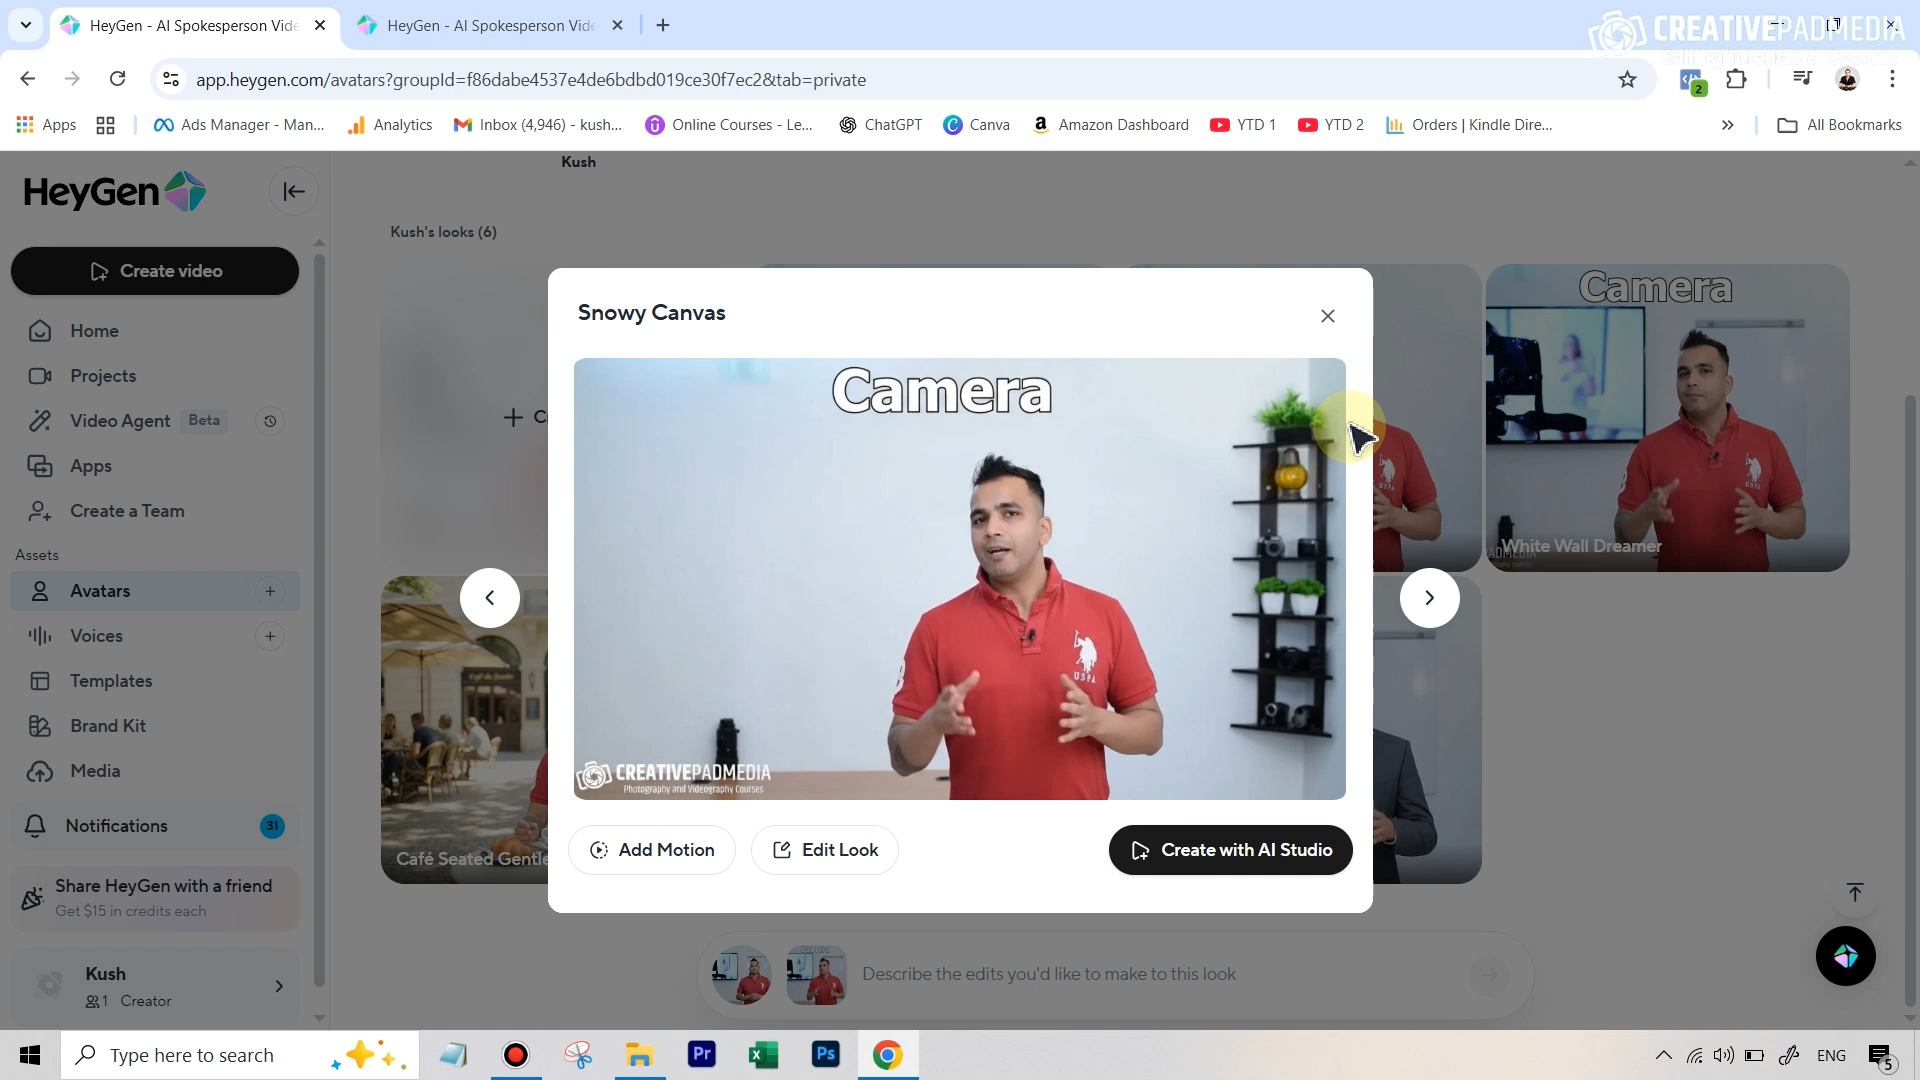 HeyGen - AI Spokesperson Vide
HeyGen - AI Spokesperson Vide
CREATIVEPADMEDIA
app.heygen.com/avatars?groupId=f86dabe4537e4de6bdbd019ce30f7ec2&tab=private
2
Apps
Ads Manager - Man...
Analytics
Inbox (4,946) - kush...
Online Courses - Le...
ChatGPT
Canva
Amazon Dashboard
YTD 1
YTD 2
Orders | Kindle Dire...
All Bookmarks
HeyGen
Create video
Home
Projects
Video Agent Beta
Apps
Create a Team
Assets
Avatars
Voices
Templates
Brand Kit
Media
Notifications 31
Share HeyGen with a friend
Get $15 in credits each
Kush
1 Creator
Kush
Kush's looks (6)
Camera
White Wall Dreamer
Café Seated Gentle
Snowy Canvas
Camera
USPA
CREATIVEPADMEDIA
Photography and Videography Courses
Add Motion
Edit Look
Create with AI Studio
Describe the edits you'd like to make to this look
Type here to search
Pr
Ps
ENG
5